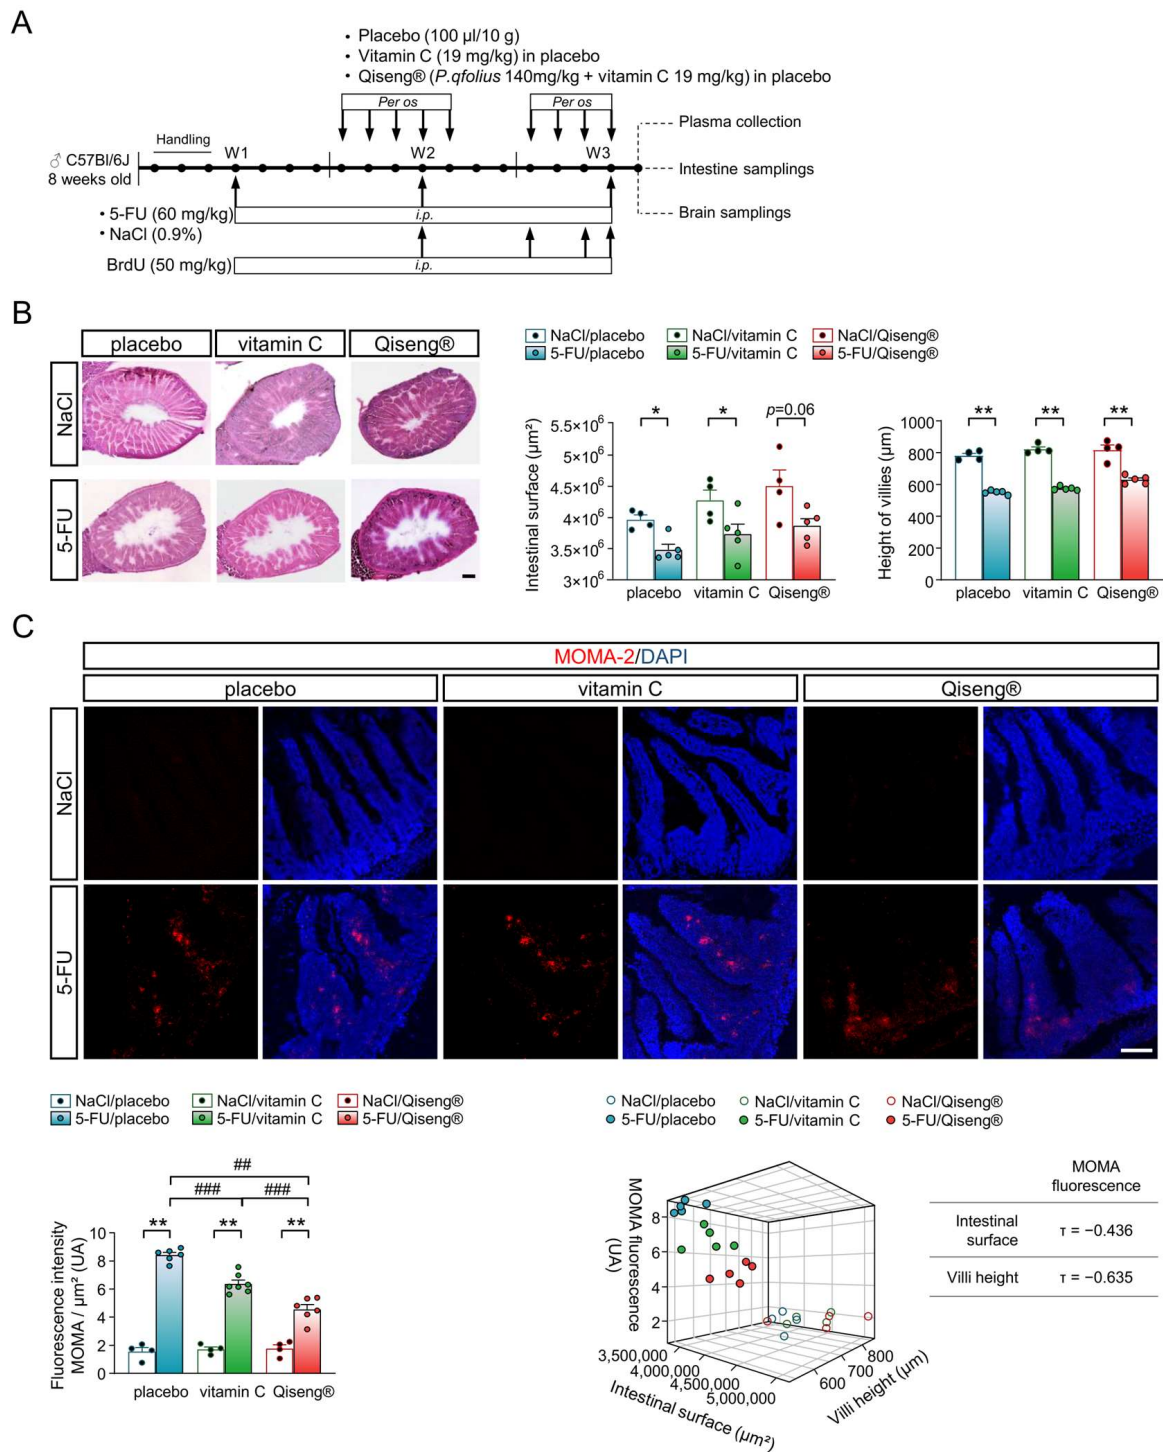 A
• Placebo (100 µl/10 g)
• Vitamin C (19 mg/kg) in placebo
• Qiseng® (P.qfolius 140mg/kg + vitamin C 19 mg/kg) in placebo
Per os
Per os
Plasma collection
Handling
W1
W2
W3
♂ C57Bl/6J
8 weeks old
Intestine samplings
• 5-FU (60 mg/kg)
i.p.
Brain samplings
• NaCl (0.9%)
BrdU (50 mg/kg)
i.p.
B
placebo
vitamin C
Qiseng®
NaCl
5-FU
NaCl/placebo
NaCl/vitamin C
NaCl/Qiseng®
5-FU/placebo
5-FU/vitamin C
5-FU/Qiseng®
Intestinal surface (µm²)
5.5×10⁶
5×10⁶
4.5×10⁶
4×10⁶
3.5×10⁶
3×10⁶
*
*
p=0.06
placebo
vitamin C
Qiseng®
Height of villies (µm)
1000
800
600
400
200
0
**
**
**
placebo
vitamin C
Qiseng®
C
MOMA-2/DAPI
placebo
vitamin C
Qiseng®
NaCl
5-FU
NaCl/placebo
NaCl/vitamin C
NaCl/Qiseng®
5-FU/placebo
5-FU/vitamin C
5-FU/Qiseng®
Fluorescence intensity
MOMA / µm² (UA)
10
8
6
4
2
0
##
###
###
**
**
**
placebo
vitamin C
Qiseng®
NaCl/placebo
NaCl/vitamin C
NaCl/Qiseng®
5-FU/placebo
5-FU/vitamin C
5-FU/Qiseng®
MOMA fluorescence
(UA)
8
6
4
2
3,500,000
4,000,000
4,500,000
5,000,000
Intestinal surface (µm²)
600
700
800
Villi height (µm)
MOMA
fluorescence
Intestinal
surface
τ = −0.436
Villi height
τ = −0.635